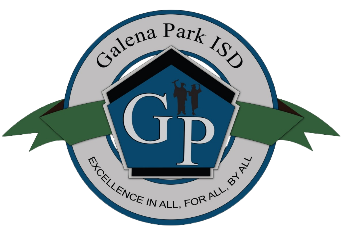 Galena Park ISD
GP
EXCELLENCE IN ALL, FOR ALL, BY ALL